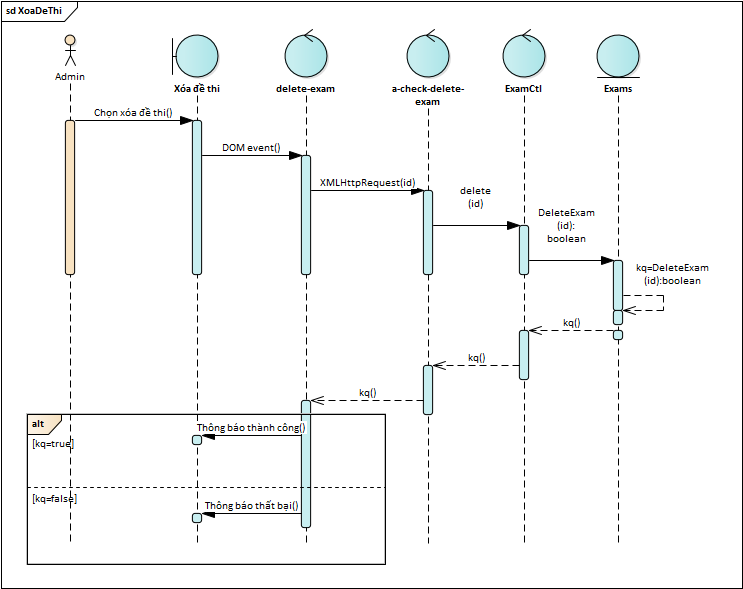 sd XoaDeThi
Admin
Xóa đề thi
delete-exam
a-check-delete-
exam
ExamCtl
Exams
Chọn xóa đề thi()
DOM event()
XMLHttpRequest(id)
delete
(id)
DeleteExam
(id):
boolean
kq=DeleteExam
(id):boolean
kq()
kq()
kq()
alt
Thông báo thành công()
[kq=true]
[kq=false]
Thông báo thất bại()